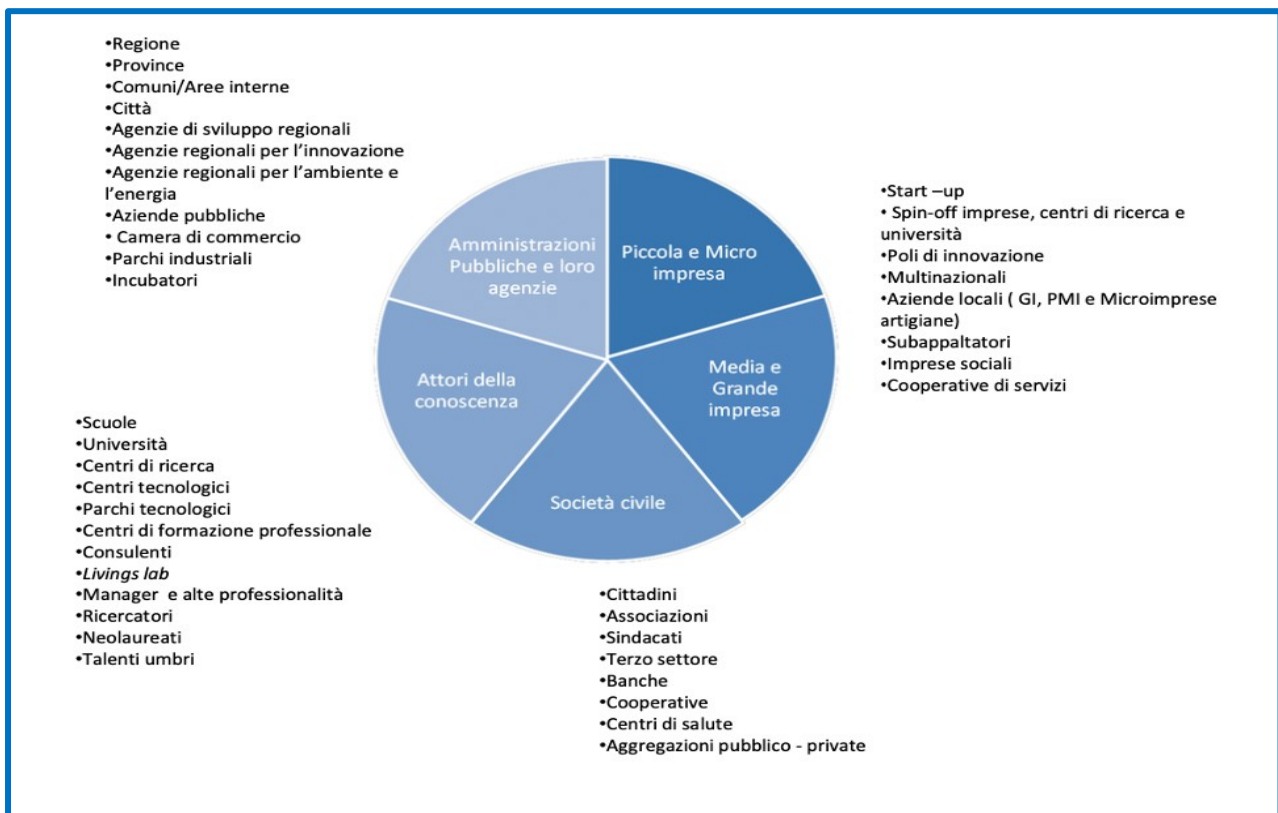 •Regione
•Province
•Comuni/Aree interne
•Città
•Agenzie di sviluppo regionali
•Agenzie regionali per l'innovazione
•Agenzie regionali per l'ambiente e
l'energia
•Aziende pubbliche
• Camera di commercio
•Parchi industriali
•Incubatori
Amministrazioni
Pubbliche e loro
agenzie
Piccola e Micro
impresa
•Start –up
• Spin-off imprese, centri di ricerca e
università
•Poli di innovazione
•Multinazionali
•Aziende locali ( GI, PMI e Microimprese
artigiane)
•Subappaltatori
•Imprese sociali
•Cooperative di servizi
Attori della
conoscenza
Media e
Grande
impresa
Società civile
•Scuole
•Università
•Centri di ricerca
•Centri tecnologici
•Parchi tecnologici
•Centri di formazione professionale
•Consulenti
•Livings lab
•Manager e alte professionalità
•Ricercatori
•Neolaureati
•Talenti umbri
•Cittadini
•Associazioni
•Sindacati
•Terzo settore
•Banche
•Cooperative
•Centri di salute
•Aggregazioni pubblico - private